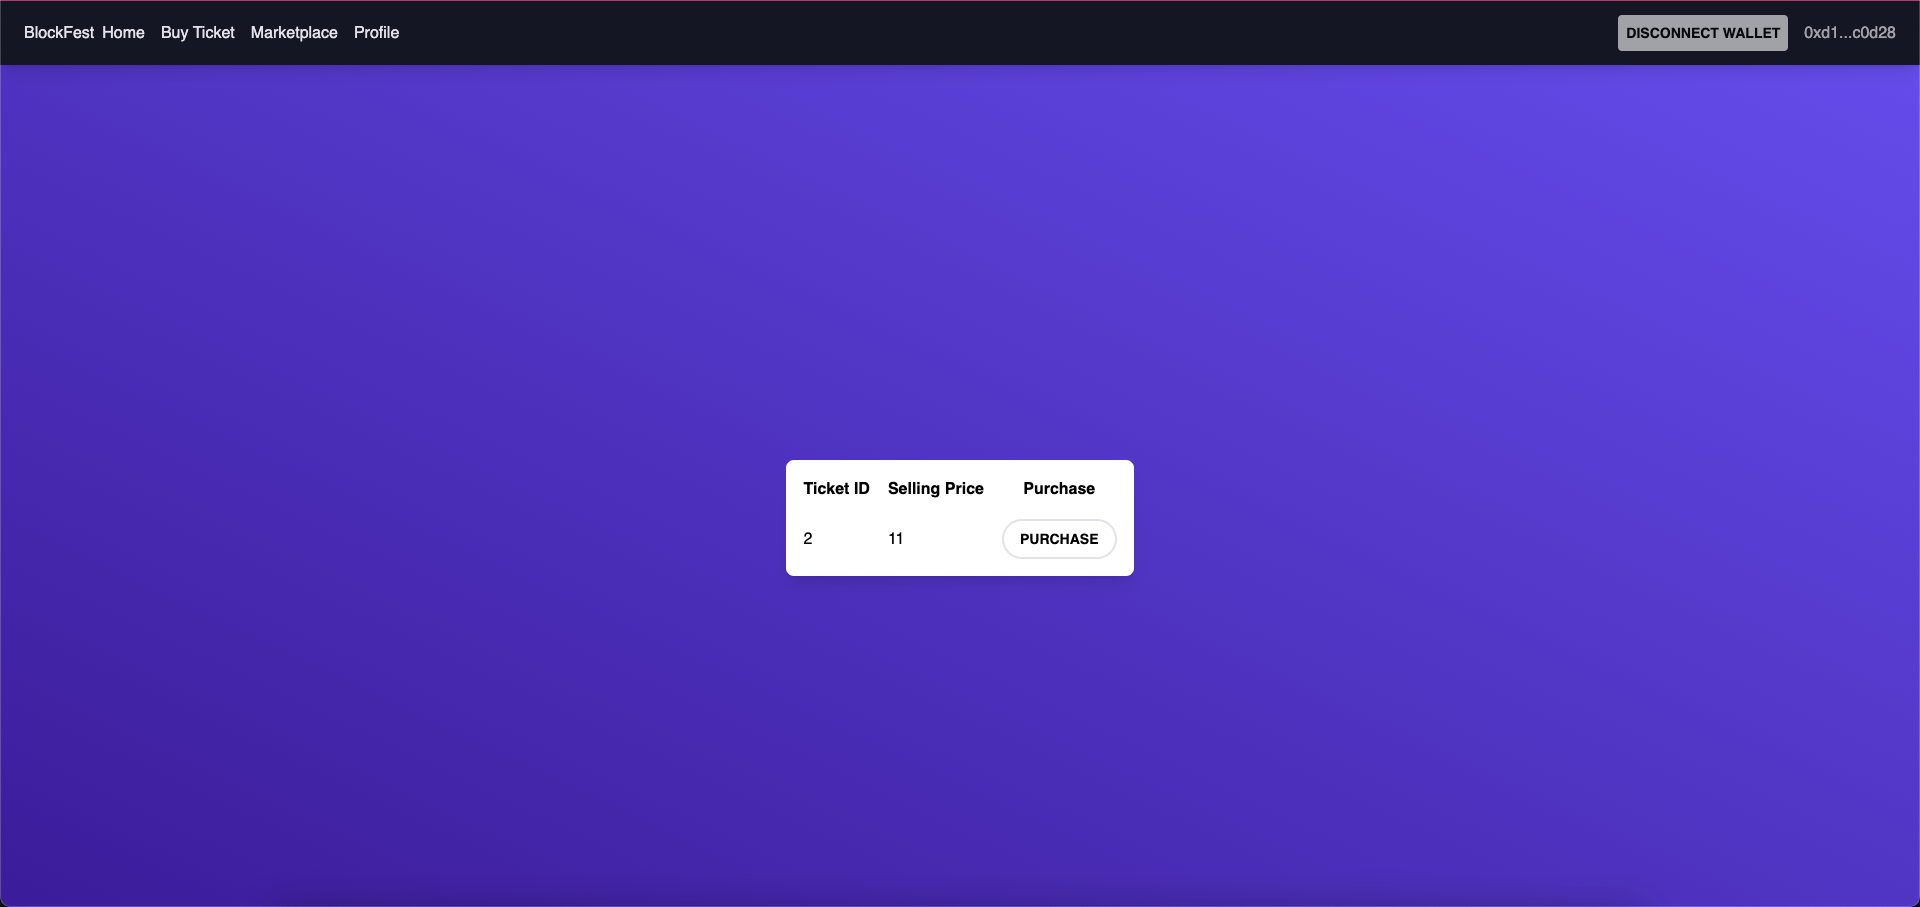 BlockFest Home Buy Ticket Marketplace Profile DISCONNECT WALLET 0xd1...c0d28
Ticket ID Selling Price Purchase
2 11 PURCHASE